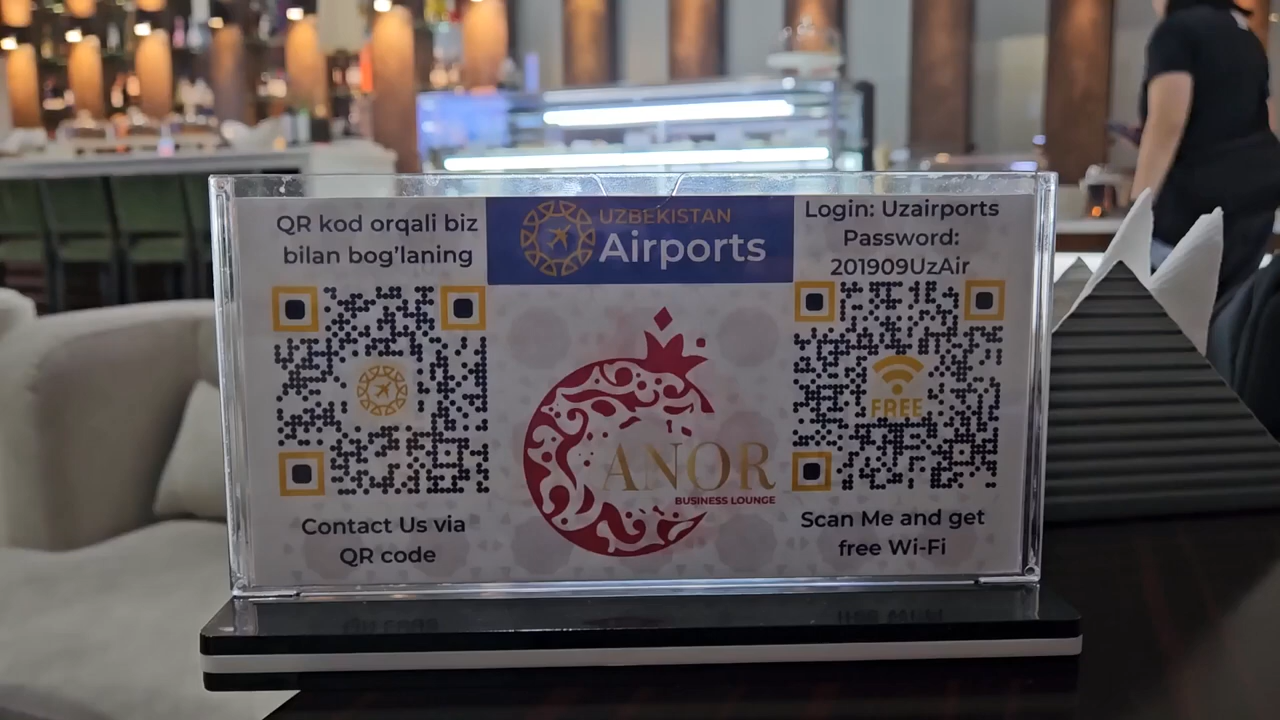 QR kod orqali biz
bilan bog'laning
Contact Us via
QR code
UZBEKISTAN
Airports
ANOR
BUSINESS LOUNGE
Login: Uzairports
Password:
201909UzAir
FREE
Scan Me and get
free Wi-Fi